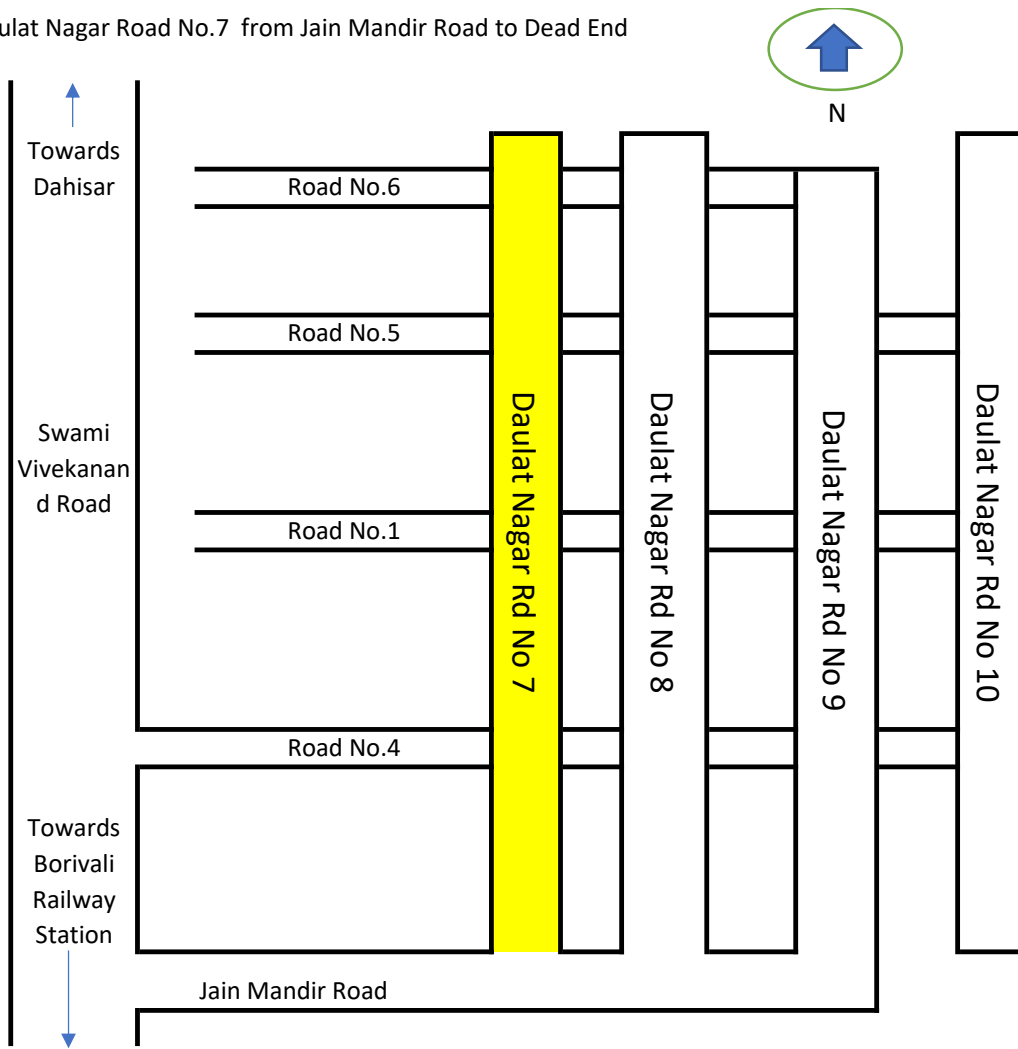 ulat Nagar Road No.7 from Jain Mandir Road to Dead End
N
Towards
Dahisar
Road No.6
Road No.5
Swami
Vivekanan
d Road
Road No.1
Daulat Nagar Rd No 7
Daulat Nagar Rd No 8
Daulat Nagar Rd No 9
Daulat Nagar Rd No 10
Road No.4
Towards
Borivali
Railway
Station
Jain Mandir Road